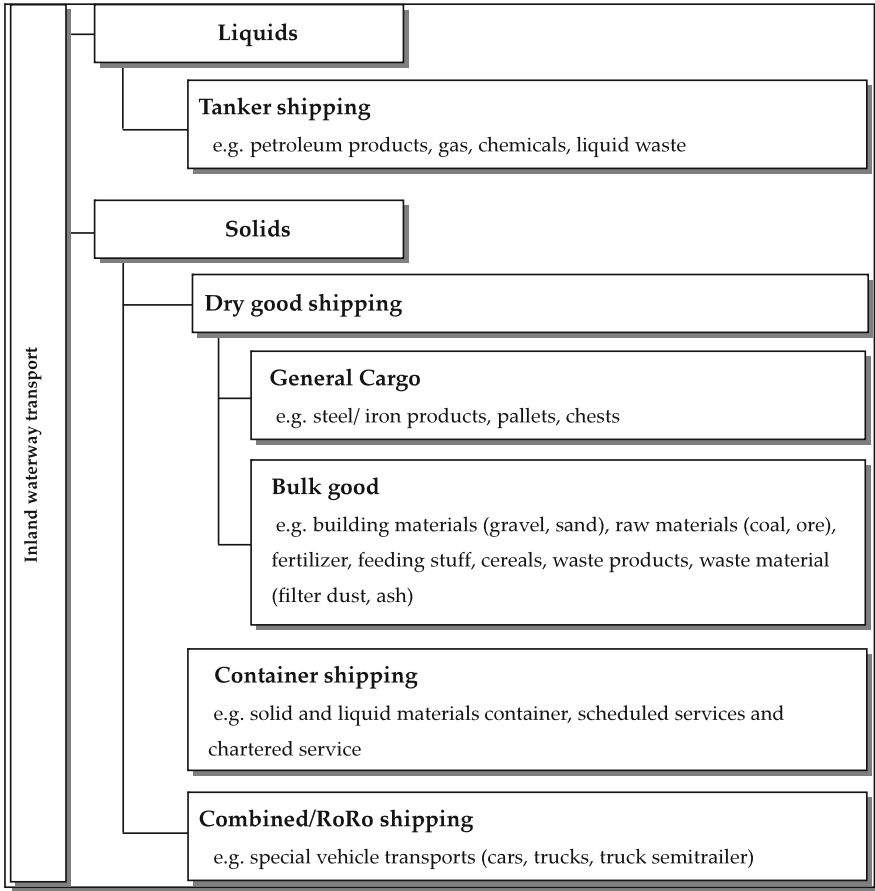 Inland waterway transport
Liquids
Tanker shipping
e.g. petroleum products, gas, chemicals, liquid waste
Solids
Dry good shipping
General Cargo
e.g. steel/ iron products, pallets, chests
Bulk good
e.g. building materials (gravel, sand), raw materials (coal, ore),
fertilizer, feeding stuff, cereals, waste products, waste material
(filter dust, ash)
Container shipping
e.g. solid and liquid materials container, scheduled services and
chartered service
Combined/RoRo shipping
e.g. special vehicle transports (cars, trucks, truck semitrailer)